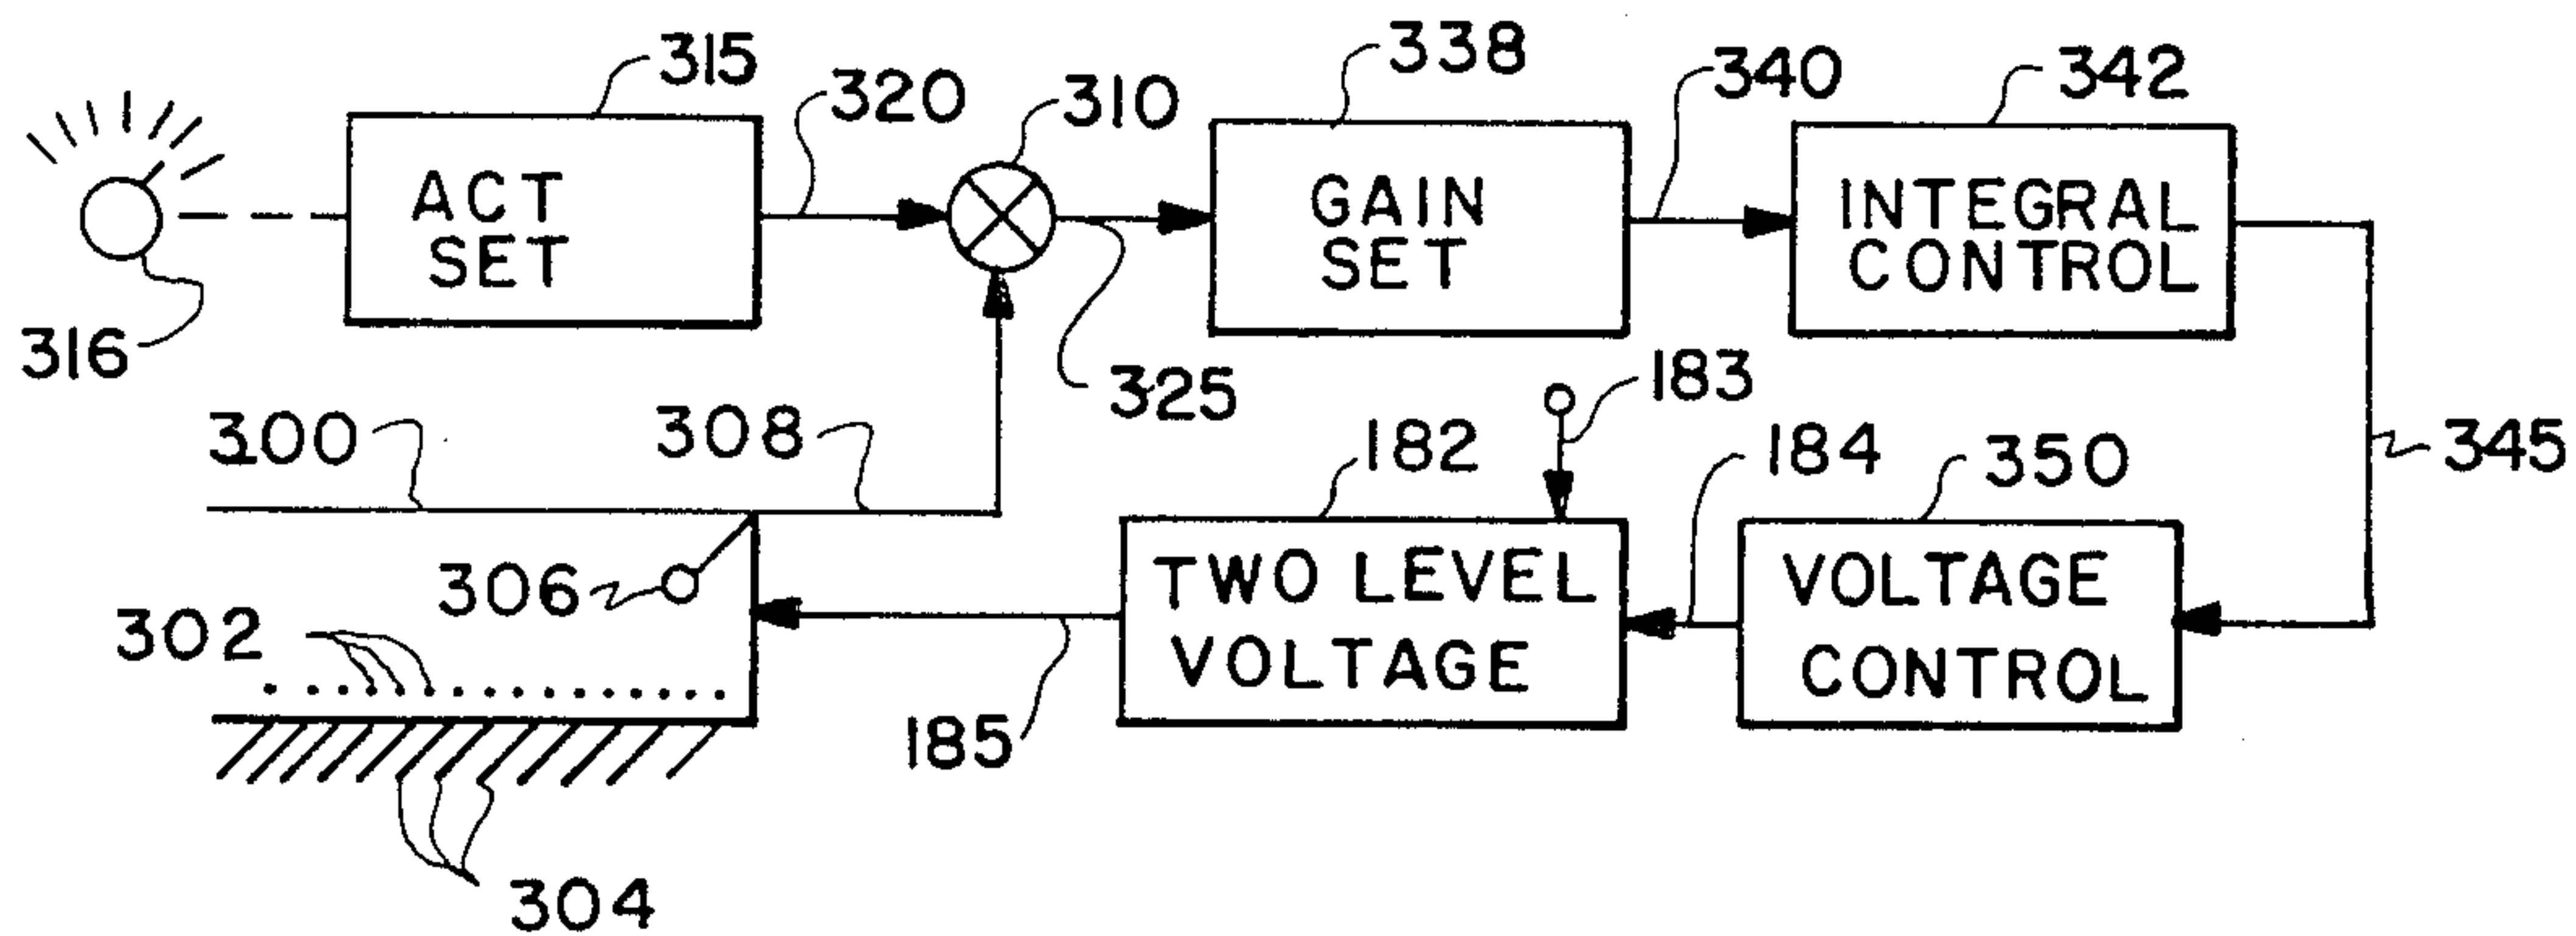 315
320
310
338
340
342
ACT
SET
GAIN
SET
INTEGRAL
CONTROL
316
325
183
300
308
182
184
350
345
306
302
TWO LEVEL
VOLTAGE
VOLTAGE
CONTROL
185
304